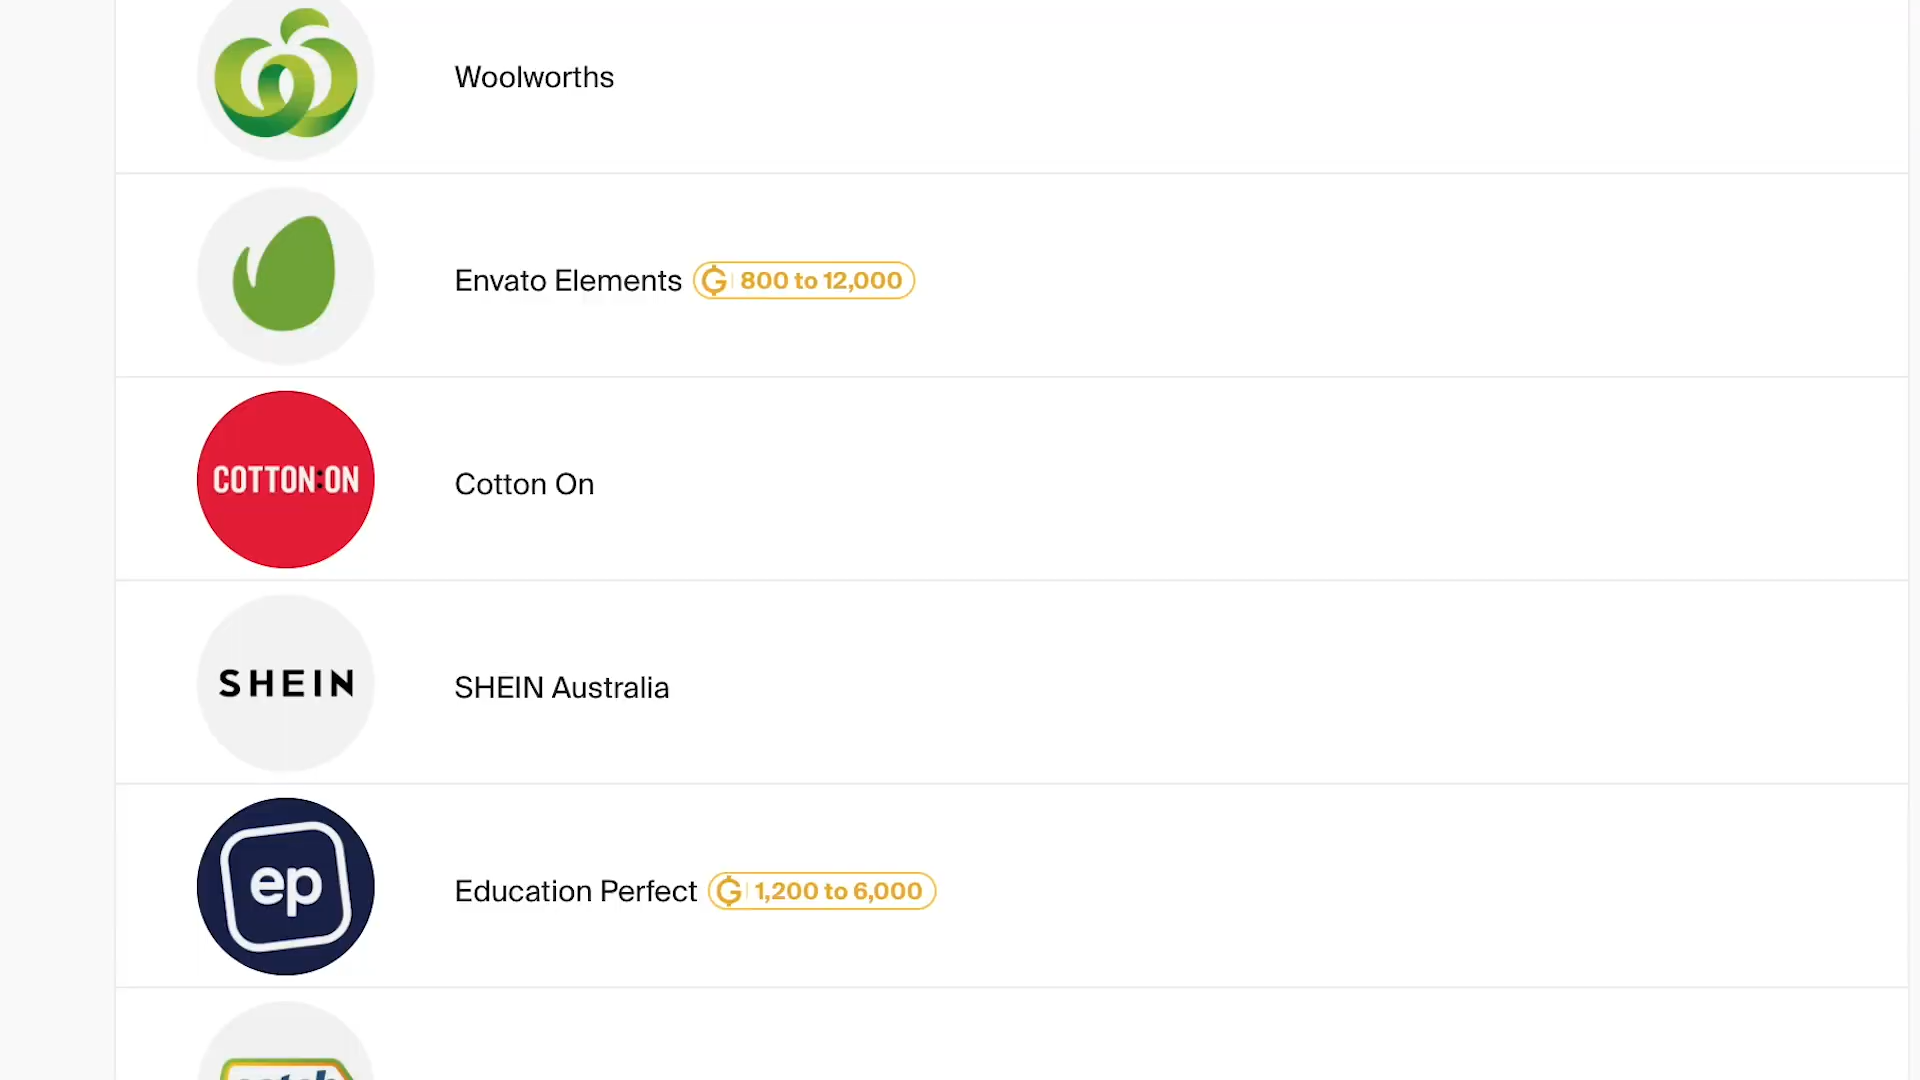 Woolworths
Envato Elements 800 to 12,000
COTTON:ON
Cotton On
SHEIN
SHEIN Australia
ep
Education Perfect 1,200 to 6,000